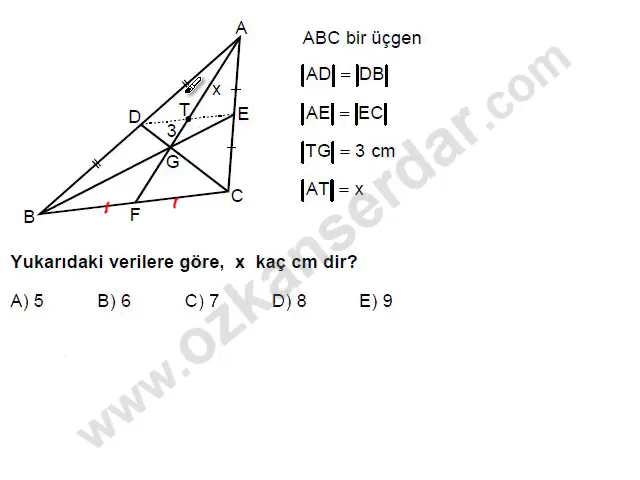 A
ABC bir üçgen
|AD| = |DB|
x
|AE| = |EC|
D
T
E
3
|TG| = 3 cm
G
|AT| = x
C
B
F
Yukarıdaki verilere göre, x kaç cm dir?
A) 5 B) 6 C) 7 D) 8 E) 9
www.ozkanserdar.com